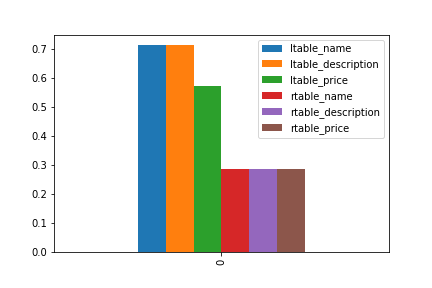 0.7
0.6
0.5
0.4
0.3
0.2
0.1
0.0
0
ltable_name
ltable_description
ltable_price
rtable_name
rtable_description
rtable_price